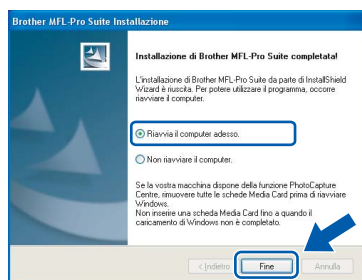 Brother MFL-Pro Suite Installazione
Installazione di Brother MFL-Pro Suite completata!
L'installazione di Brother MFL-Pro Suite da parte di InstallShield
Wizard è riuscita. Per potere utilizzare il programma, occorre
riavviare il computer.
Riavvia il computer adesso.
Non riavviare il computer.
Se la vostra macchina dispone della funzione PhotoCapture
Centre, rimuovere tutte le schede Media Card prima di riavviare
Windows.
Non inserire una scheda Media Card fino a quando il
caricamento di Windows non è completato.
< Indietro
Fine
Annulla